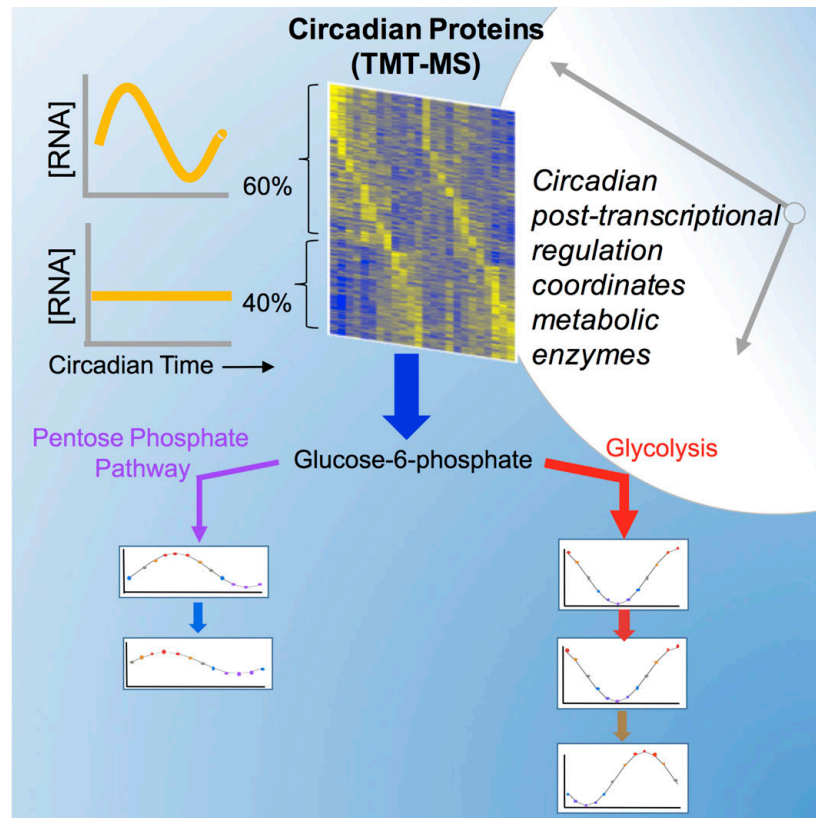 Circadian Proteins
(TMT-MS)
[RNA]
60%
[RNA]
40%
Circadian Time
Circadian
post-transcriptional
regulation
coordinates
metabolic
enzymes
Pentose Phosphate
Pathway
Glucose-6-phosphate
Glycolysis